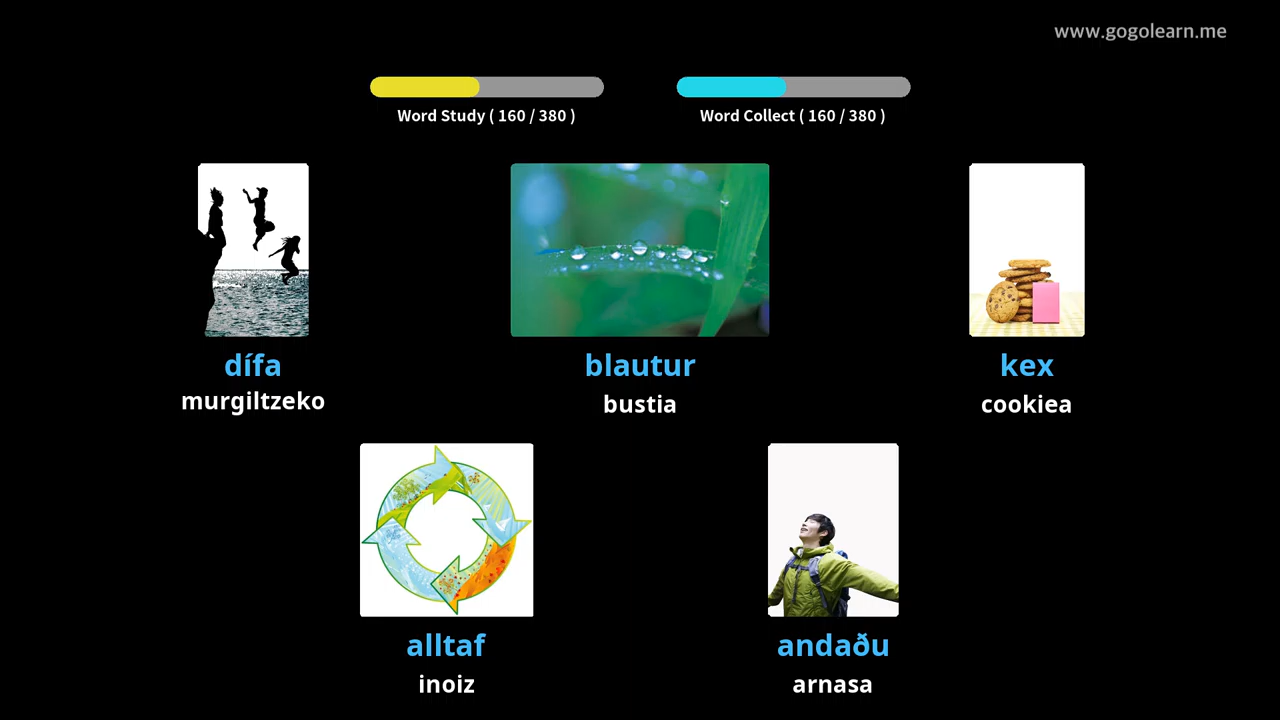 www.gogolearn.me
Word Study ( 160 / 380 )
Word Collect ( 160 / 380 )
dífa
murgiltzeko
blautur
bustia
kex
cookiea
alltaf
inoiz
andaðu
arnasa